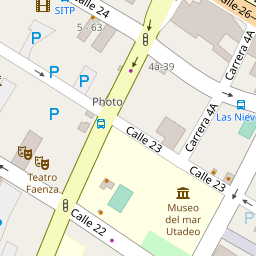 SITP
Calle 24
Calle-26-
5 - 63
4a-39
Carrera 4A
P
P
P
Photo
Las Nieve
Calle 23
Carrera 4A
Teatro
Faenza
Calle 23
Museo
del mar
Utadeo
Calle 22